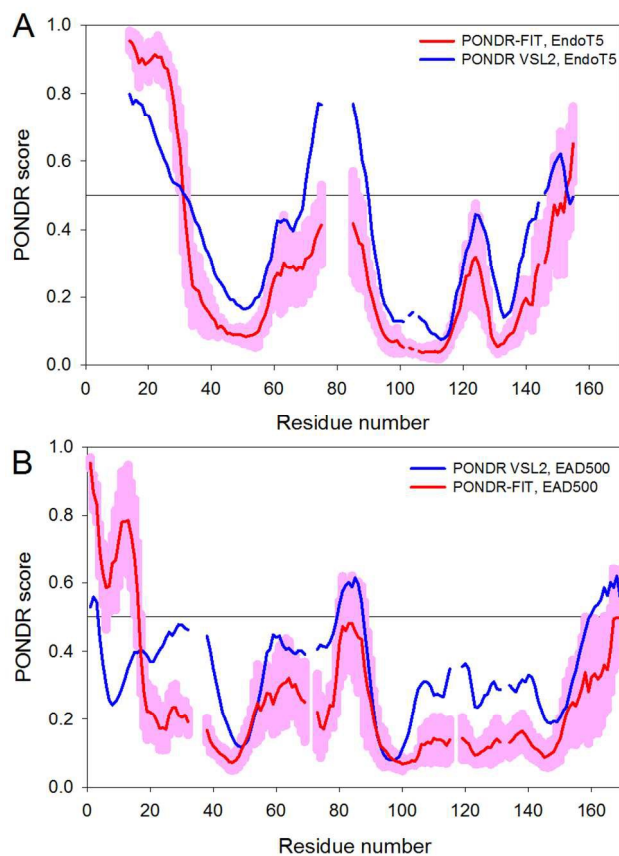 A
1.0
0.8
0.6
0.4
0.2
0.0
PONDR score
PONDR-FIT, EndoT5
PONDR VSL2, EndoT5
0 20 40 60 80 100 120 140 160
Residue number
B
1.0
0.8
0.6
0.4
0.2
0.0
PONDR score
PONDR VSL2, EAD500
PONDR-FIT, EAD500
0 20 40 60 80 100 120 140 160
Residue number